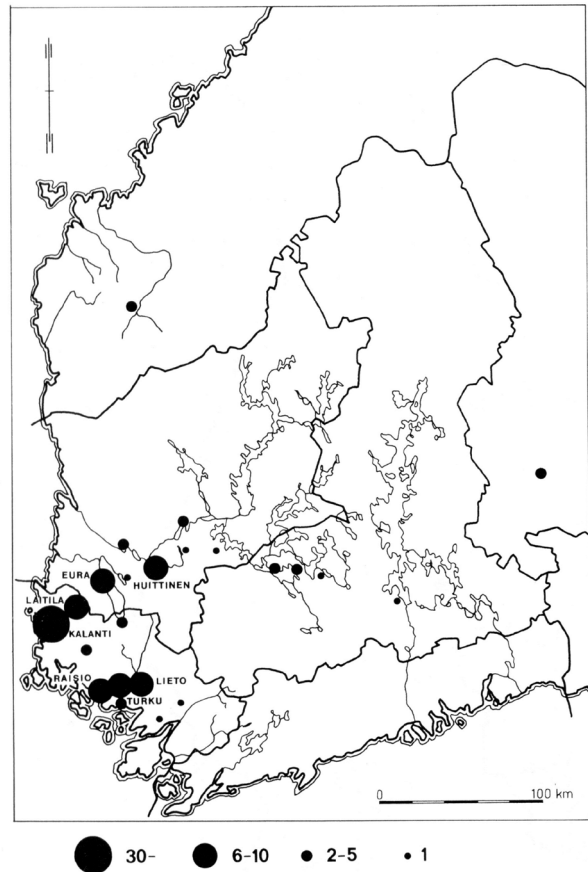 EURA
HUITTINEN
LAITILA
KALANTI
RAISIO
LIETO
TURKU
0 100 km
30- 6-10 2-5 1